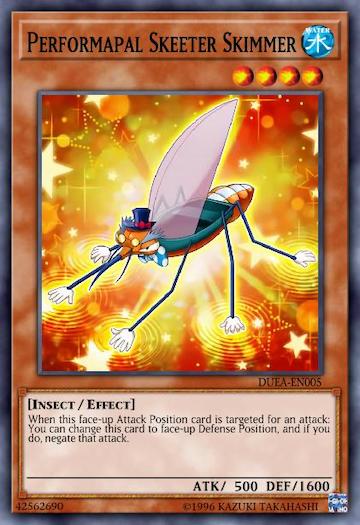 PERFORMAPAL SKEETER SKIMMER
WATER
水
DUEA-EN005
[INSECT / EFFECT]
When this face-up Attack Position card is targeted for an attack:
You can change this card to face-up Defense Position, and if you
do, negate that attack.
ATK/ 500 DEF/1600
42562690
©1996 KAZUKI TAKAHASHI